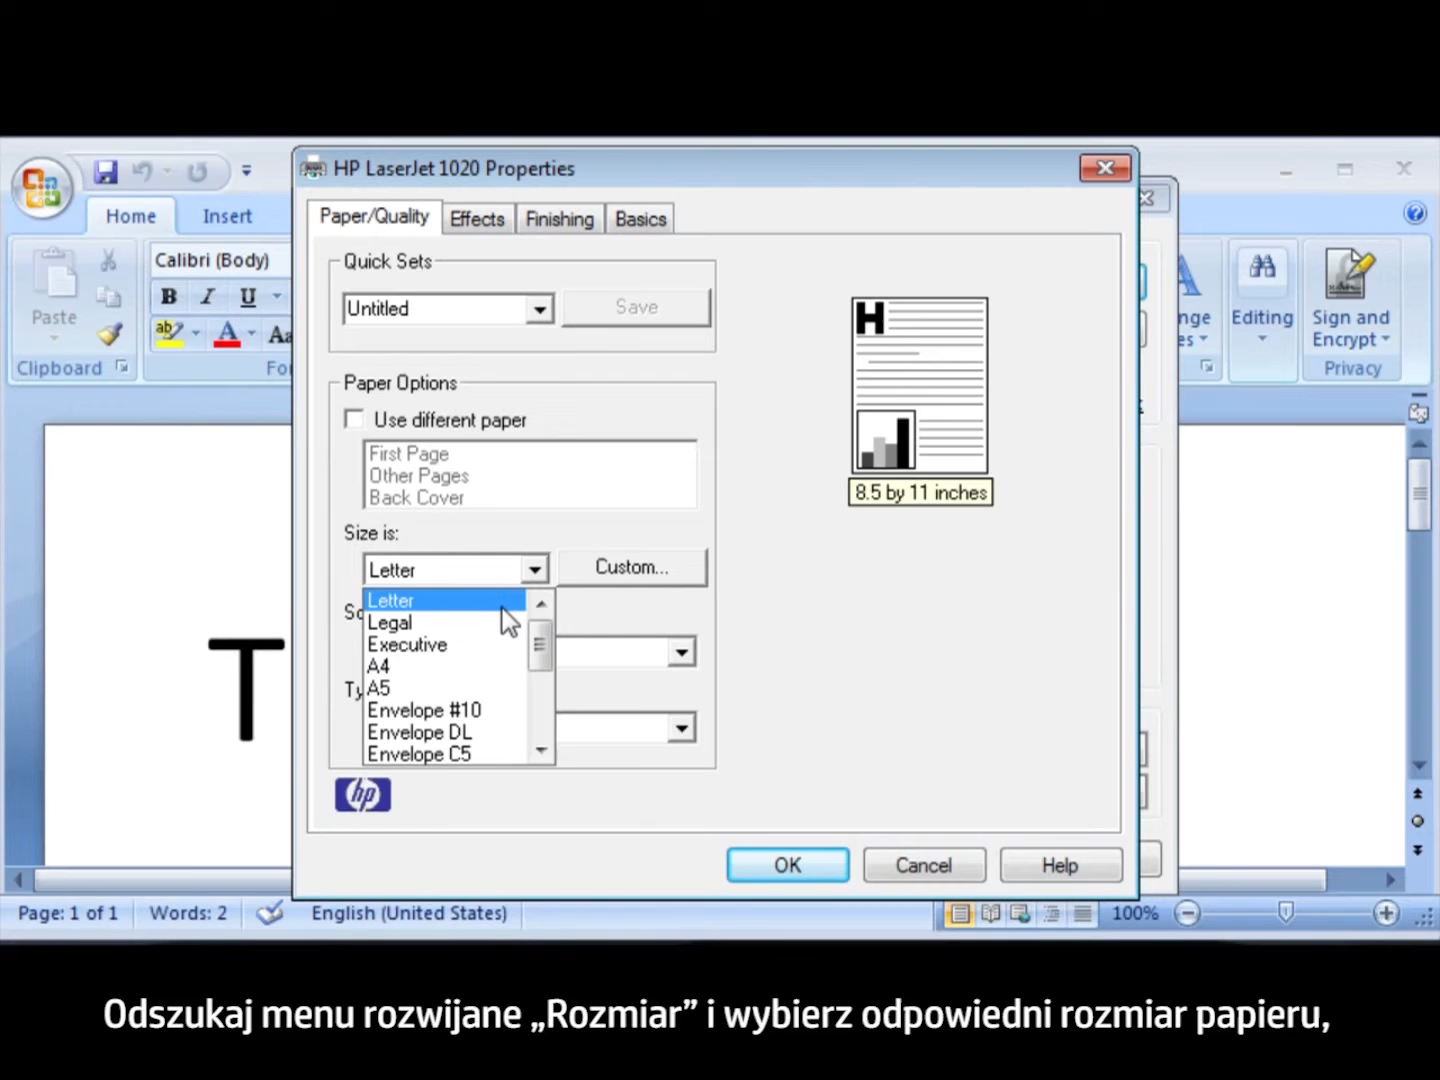 HP LaserJet 1020 Properties
Home
Insert
Paper/Quality
Effects
Finishing
Basics
Calibri (Body)
B I U
Paste
ab A Aa
Clipboard
Editing
Sign and
Encrypt
Privacy
Quick Sets
Untitled
Save
H
Paper Options
Use different paper
First Page
Other Pages
Back Cover
8.5 by 11 inches
Size is:
Letter
Custom...
Letter
Legal
Executive
A4
A5
Envelope #10
Envelope DL
Envelope C5
T
hp
OK
Cancel
Help
Page: 1 of 1
Words: 2
English (United States)
100%
Odszukaj menu rozwijane „Rozmiar” i wybierz odpowiedni rozmiar papieru,